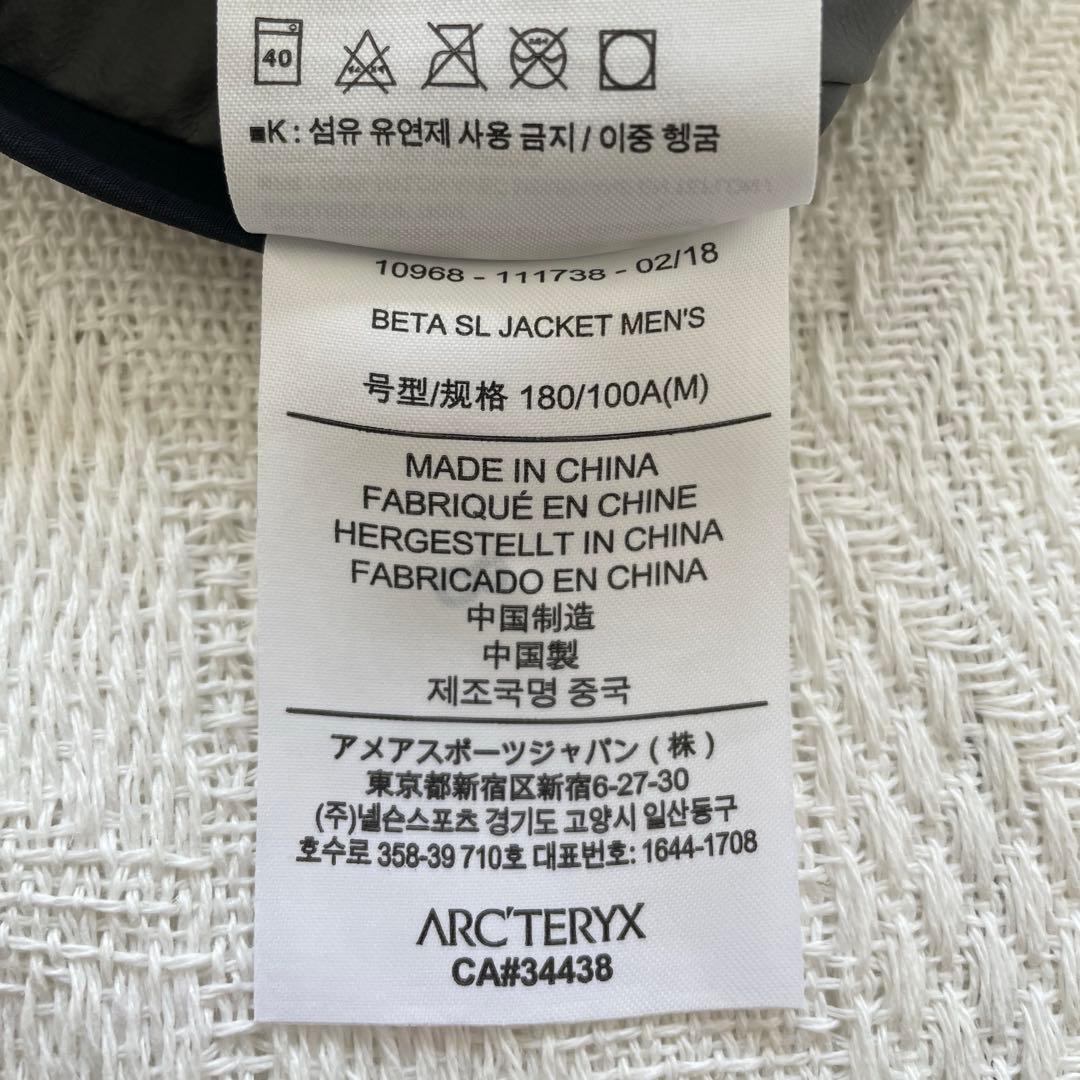 40
■K : 섬유 유연제 사용 금지 / 이중 헹굼
10968 - 111738 - 02/18
BETA SL JACKET MEN'S
号型/规格 180/100A(M)
MADE IN CHINA
FABRIQUÉ EN CHINE
HERGESTELLT IN CHINA
FABRICADO EN CHINA
中国制造
中国製
제조국명 중국
アメアスポーツジャパン ( 株 )
東京都新宿区新宿6-27-30
(주)넬슨스포츠 경기도 고양시 일산동구
호수로 358-39 710호 대표번호: 1644-1708
ARC'TERYX
CA#34438